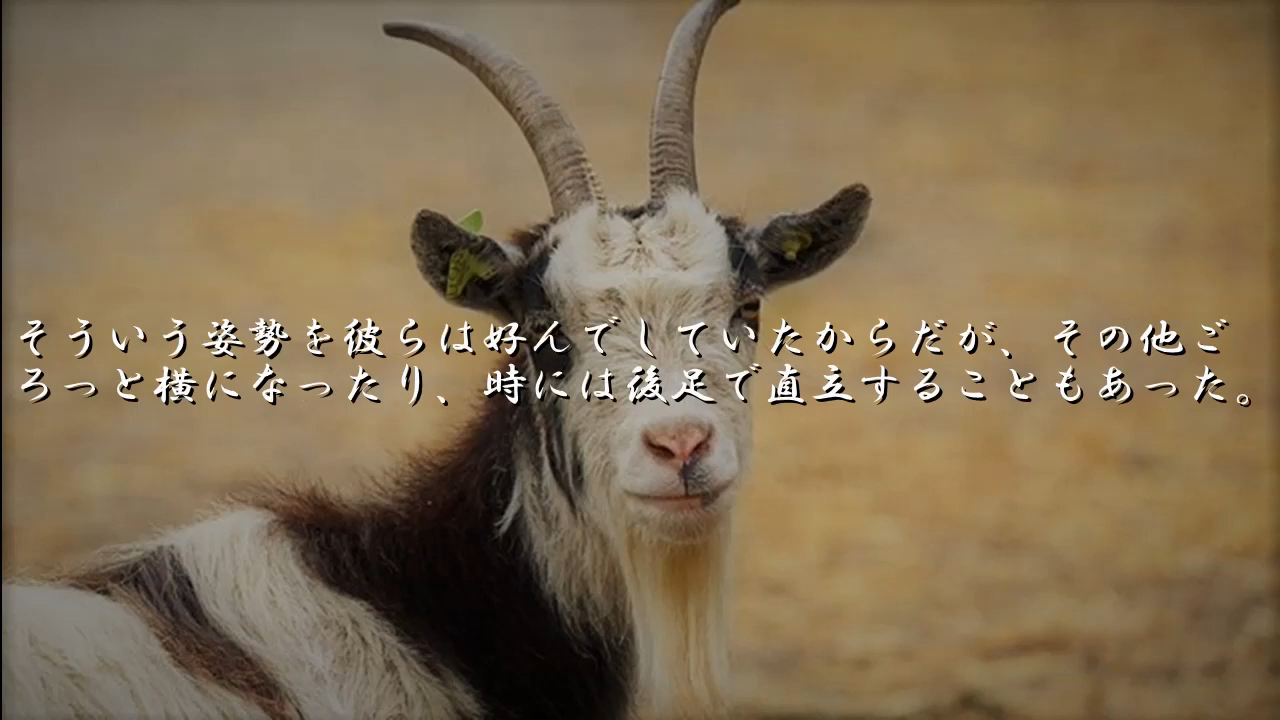 そういう姿勢を彼らは好んでしていたからだが、その他ご
ろっと横になったり、時には後足で直立することもあった。